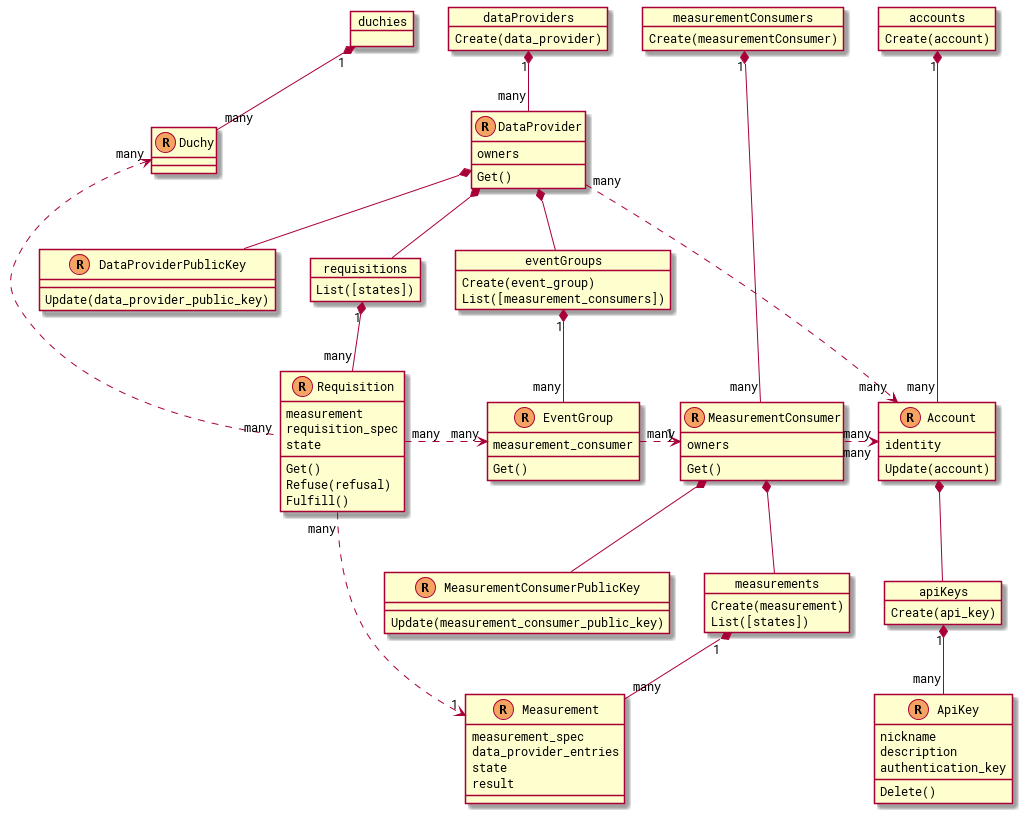 duchies
dataProviders
Create(data_provider)
measurementConsumers
Create(measurementConsumer)
accounts
Create(account)
1
1
1
1
many
many
R Duchy
many
R DataProvider
owners
Get()
many
R DataProviderPublicKey
Update(data_provider_public_key)
requisitions
List([states])
eventGroups
Create(event_group)
List([measurement_consumers])
1
1
many
many
many
many
many
R Requisition
measurement
requisition_spec
state
Get()
Refuse(refusal)
Fulfill()
many
many
many
R EventGroup
measurement_consumer
Get()
many
1
R MeasurementConsumer
owners
Get()
many
many
R Account
identity
Update(account)
many
R MeasurementConsumerPublicKey
Update(measurement_consumer_public_key)
measurements
Create(measurement)
List([states])
apiKeys
Create(api_key)
1
1
many
many
1
R Measurement
measurement_spec
data_provider_entries
state
result
R ApiKey
nickname
description
authentication_key
Delete()